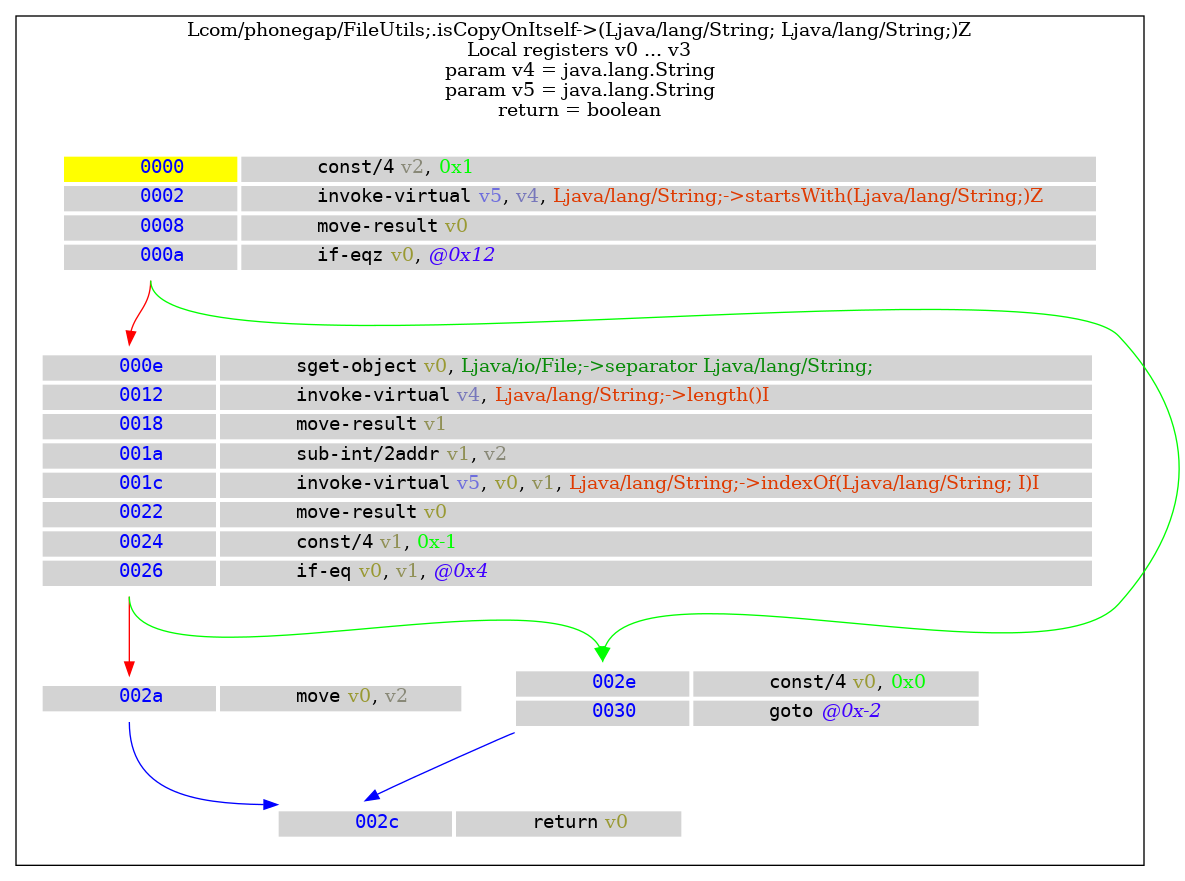 Lcom/phonegap/FileUtils;.isCopyOnItself->(Ljava/lang/String; Ljava/lang/String;)Z
Local registers v0 ... v3
param v4 = java.lang.String
param v5 = java.lang.String
return = boolean
0000 const/4 v2, 0x1
0002 invoke-virtual v5, v4, Ljava/lang/String;->startsWith(Ljava/lang/String;)Z
0008 move-result v0
000a if-eqz v0, @0x12
000e sget-object v0, Ljava/io/File;->separator Ljava/lang/String;
0012 invoke-virtual v4, Ljava/lang/String;->length()I
0018 move-result v1
001a sub-int/2addr v1, v2
001c invoke-virtual v5, v0, v1, Ljava/lang/String;->indexOf(Ljava/lang/String; I)I
0022 move-result v0
0024 const/4 v1, 0x-1
0026 if-eq v0, v1, @0x4
002a move v0, v2
002e const/4 v0, 0x0
0030 goto @0x-2
002c return v0